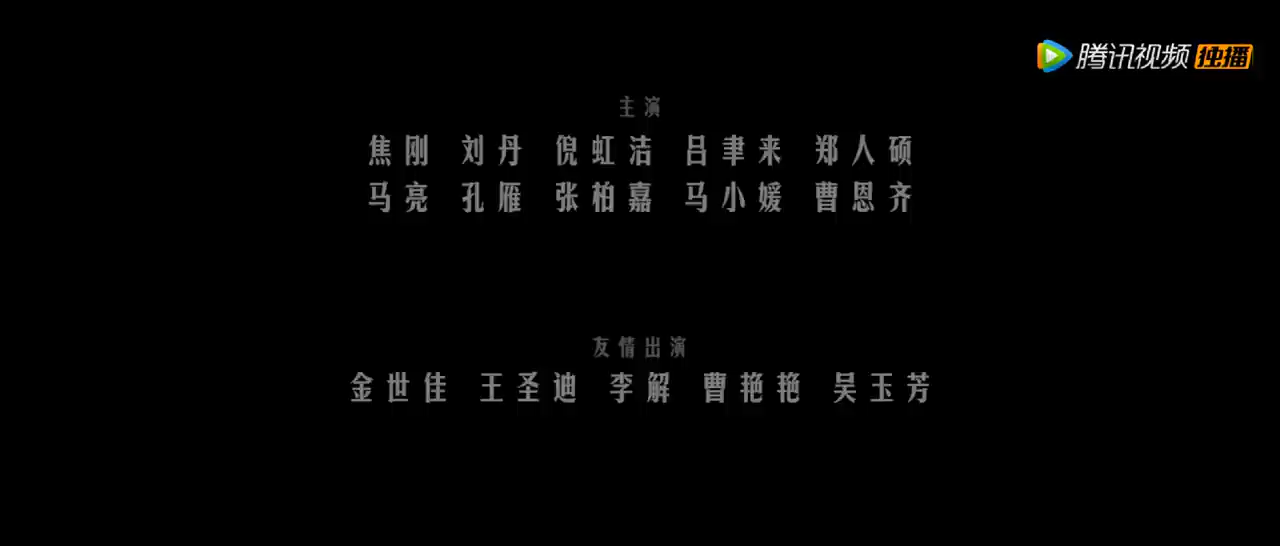 腾讯视频 独播
主演
焦刚 刘丹 倪虹洁 吕聿来 郑人硕
马亮 孔雁 张柏嘉 马小媛 曹恩齐
友情出演
金世佳 王圣迪 李解 曹艳艳 吴玉芳